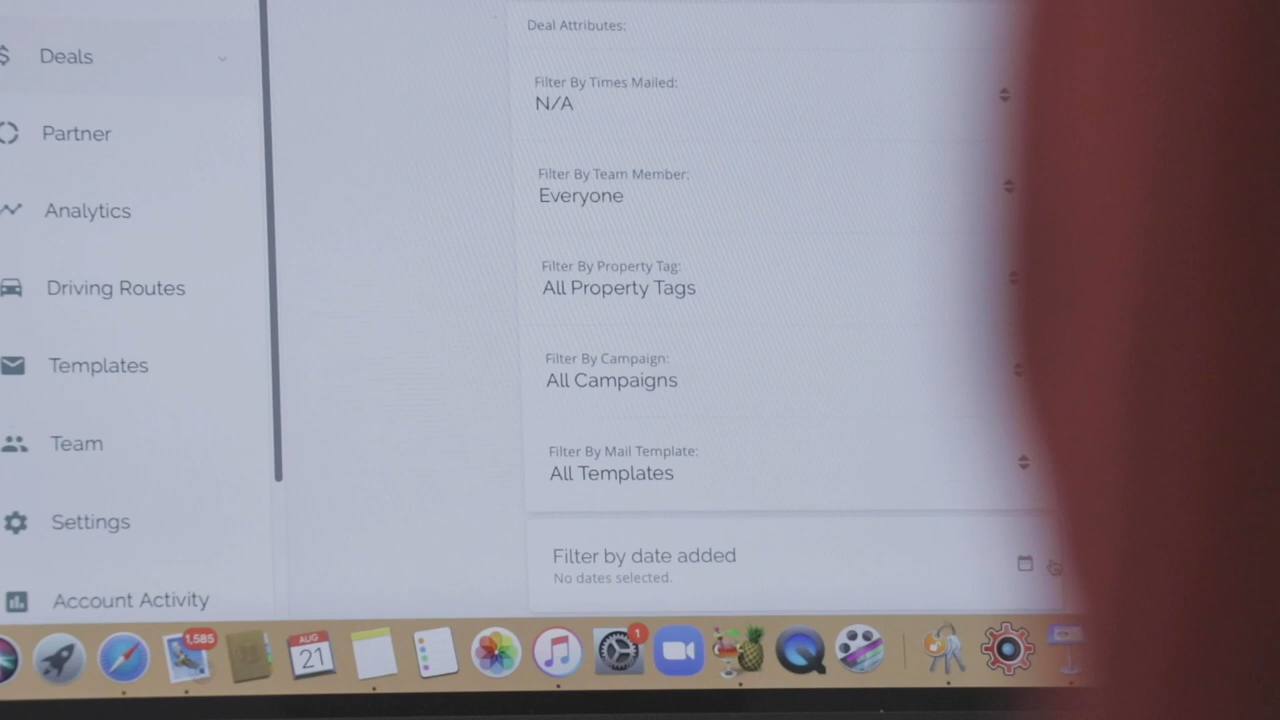 Deals
Partner
Analytics
Driving Routes
Templates
Team
Settings
Account Activity
Deal Attributes:
Filter By Times Mailed:
N/A
Filter By Team Member:
Everyone
Filter By Property Tag:
All Property Tags
Filter By Campaign:
All Campaigns
Filter By Mail Template:
All Templates
Filter by date added
No dates selected.
1,585
AUG
21
1